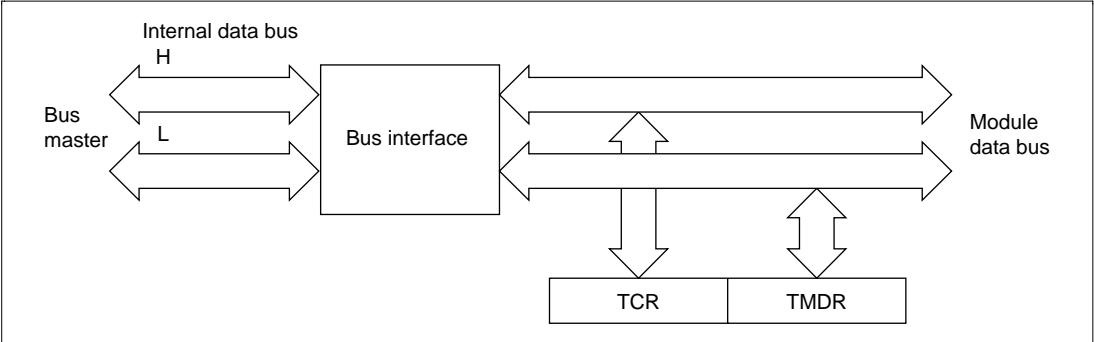 Internal data bus
H
Bus
master
L
Bus interface
Module
data bus
TCR
TMDR